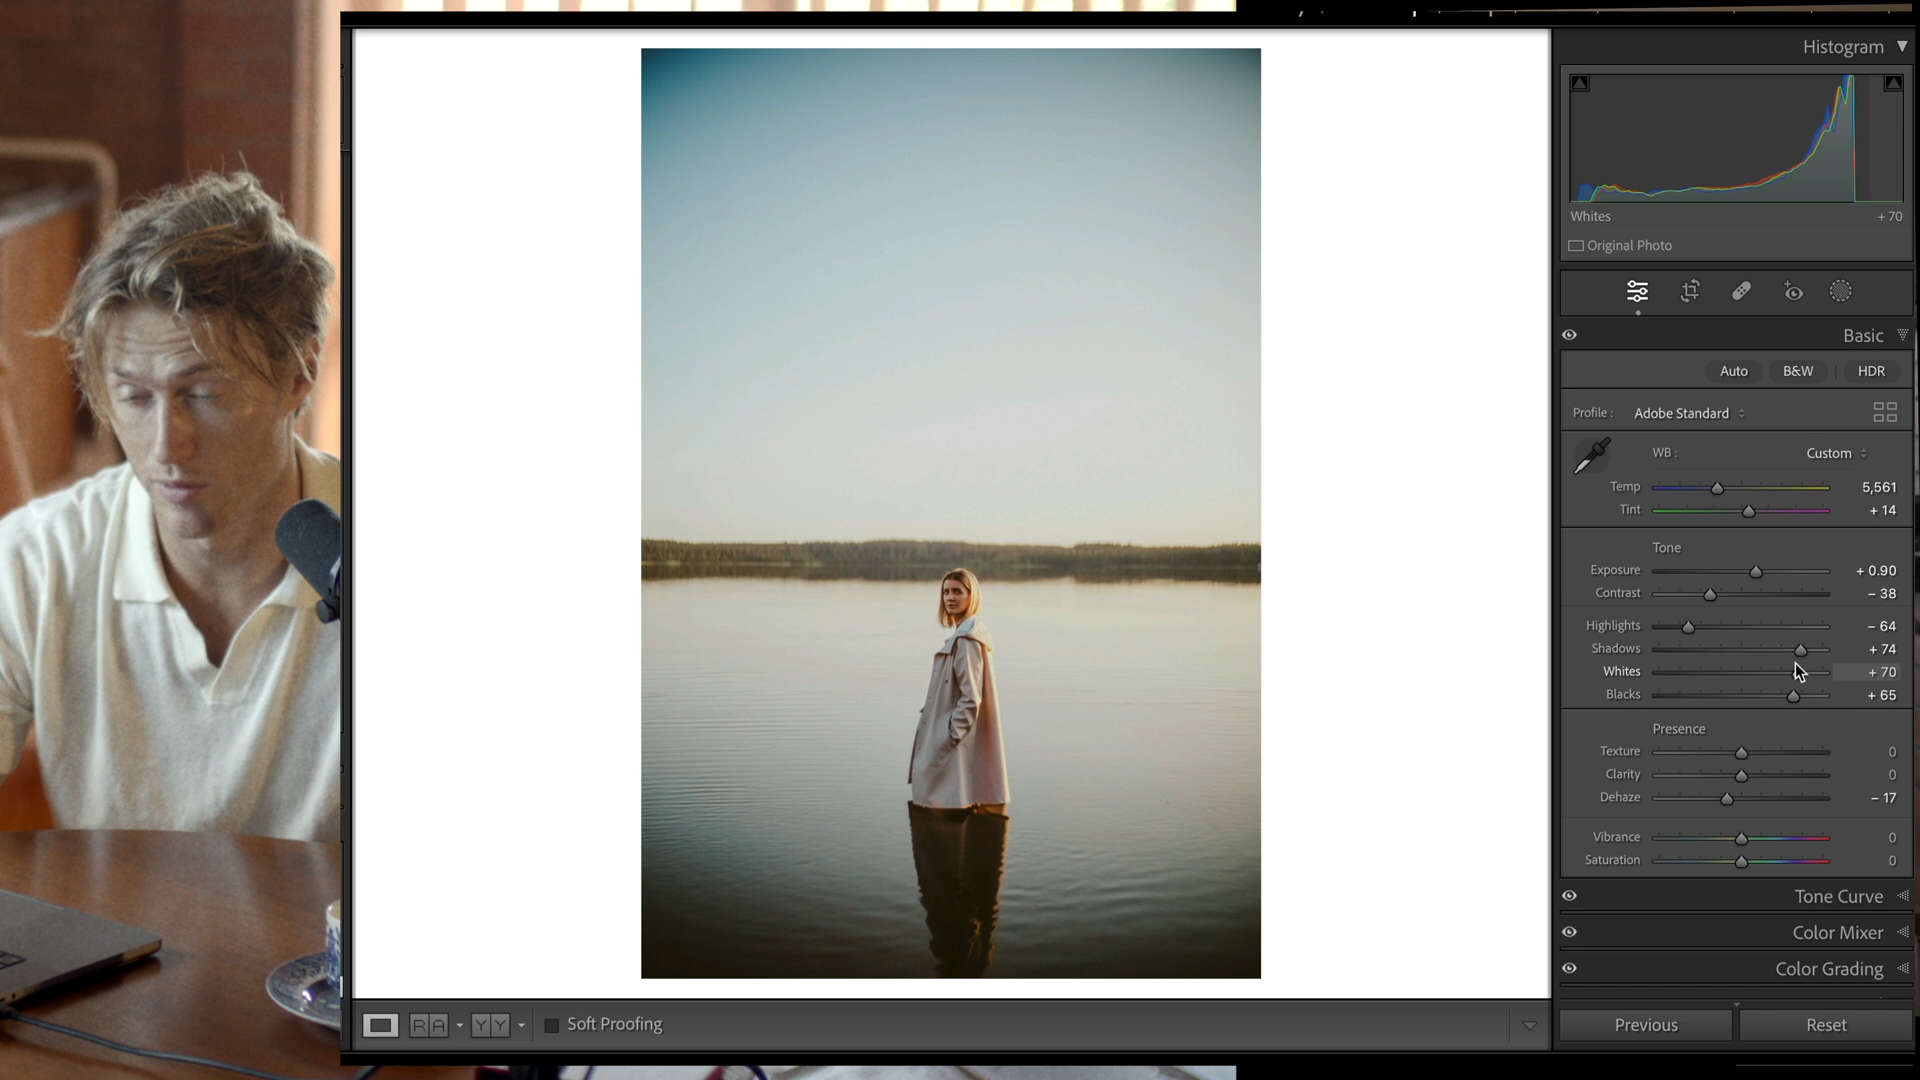 Histogram
Whites + 70
Original Photo
Basic
Auto B&W HDR
Profile : Adobe Standard
WB : Custom
Temp 5,561
Tint + 14
Tone
Exposure + 0.90
Contrast – 38
Highlights – 64
Shadows + 74
Whites + 70
Blacks + 65
Presence
Texture 0
Clarity 0
Dehaze – 17
Vibrance 0
Saturation 0
Tone Curve
Color Mixer
Color Grading
R A Y Y Soft Proofing
Previous Reset